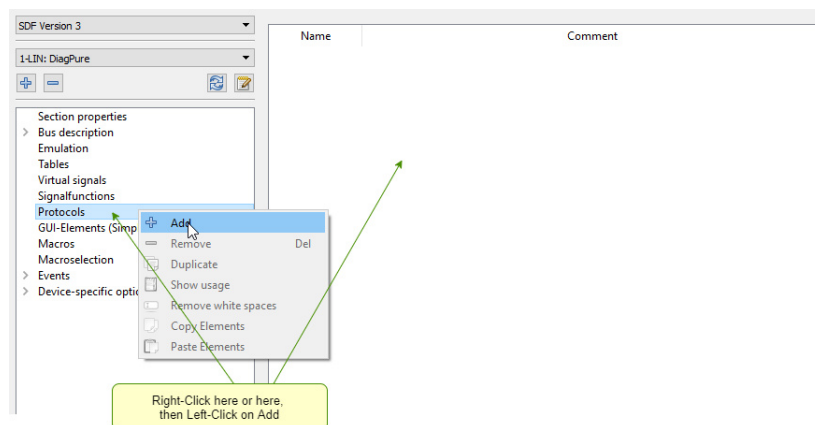 SDF Version 3
Name
Comment
1-LIN: DiagPure
Section properties
Bus description
Emulation
Tables
Virtual signals
Signalfunctions
Protocols
GUI-Elements (Simp
Macros
Macroselection
Events
Device-specific optic
Add
Remove Del
Duplicate
Show usage
Remove white spaces
Copy Elements
Paste Elements
Right-Click here or here,
then Left-Click on Add